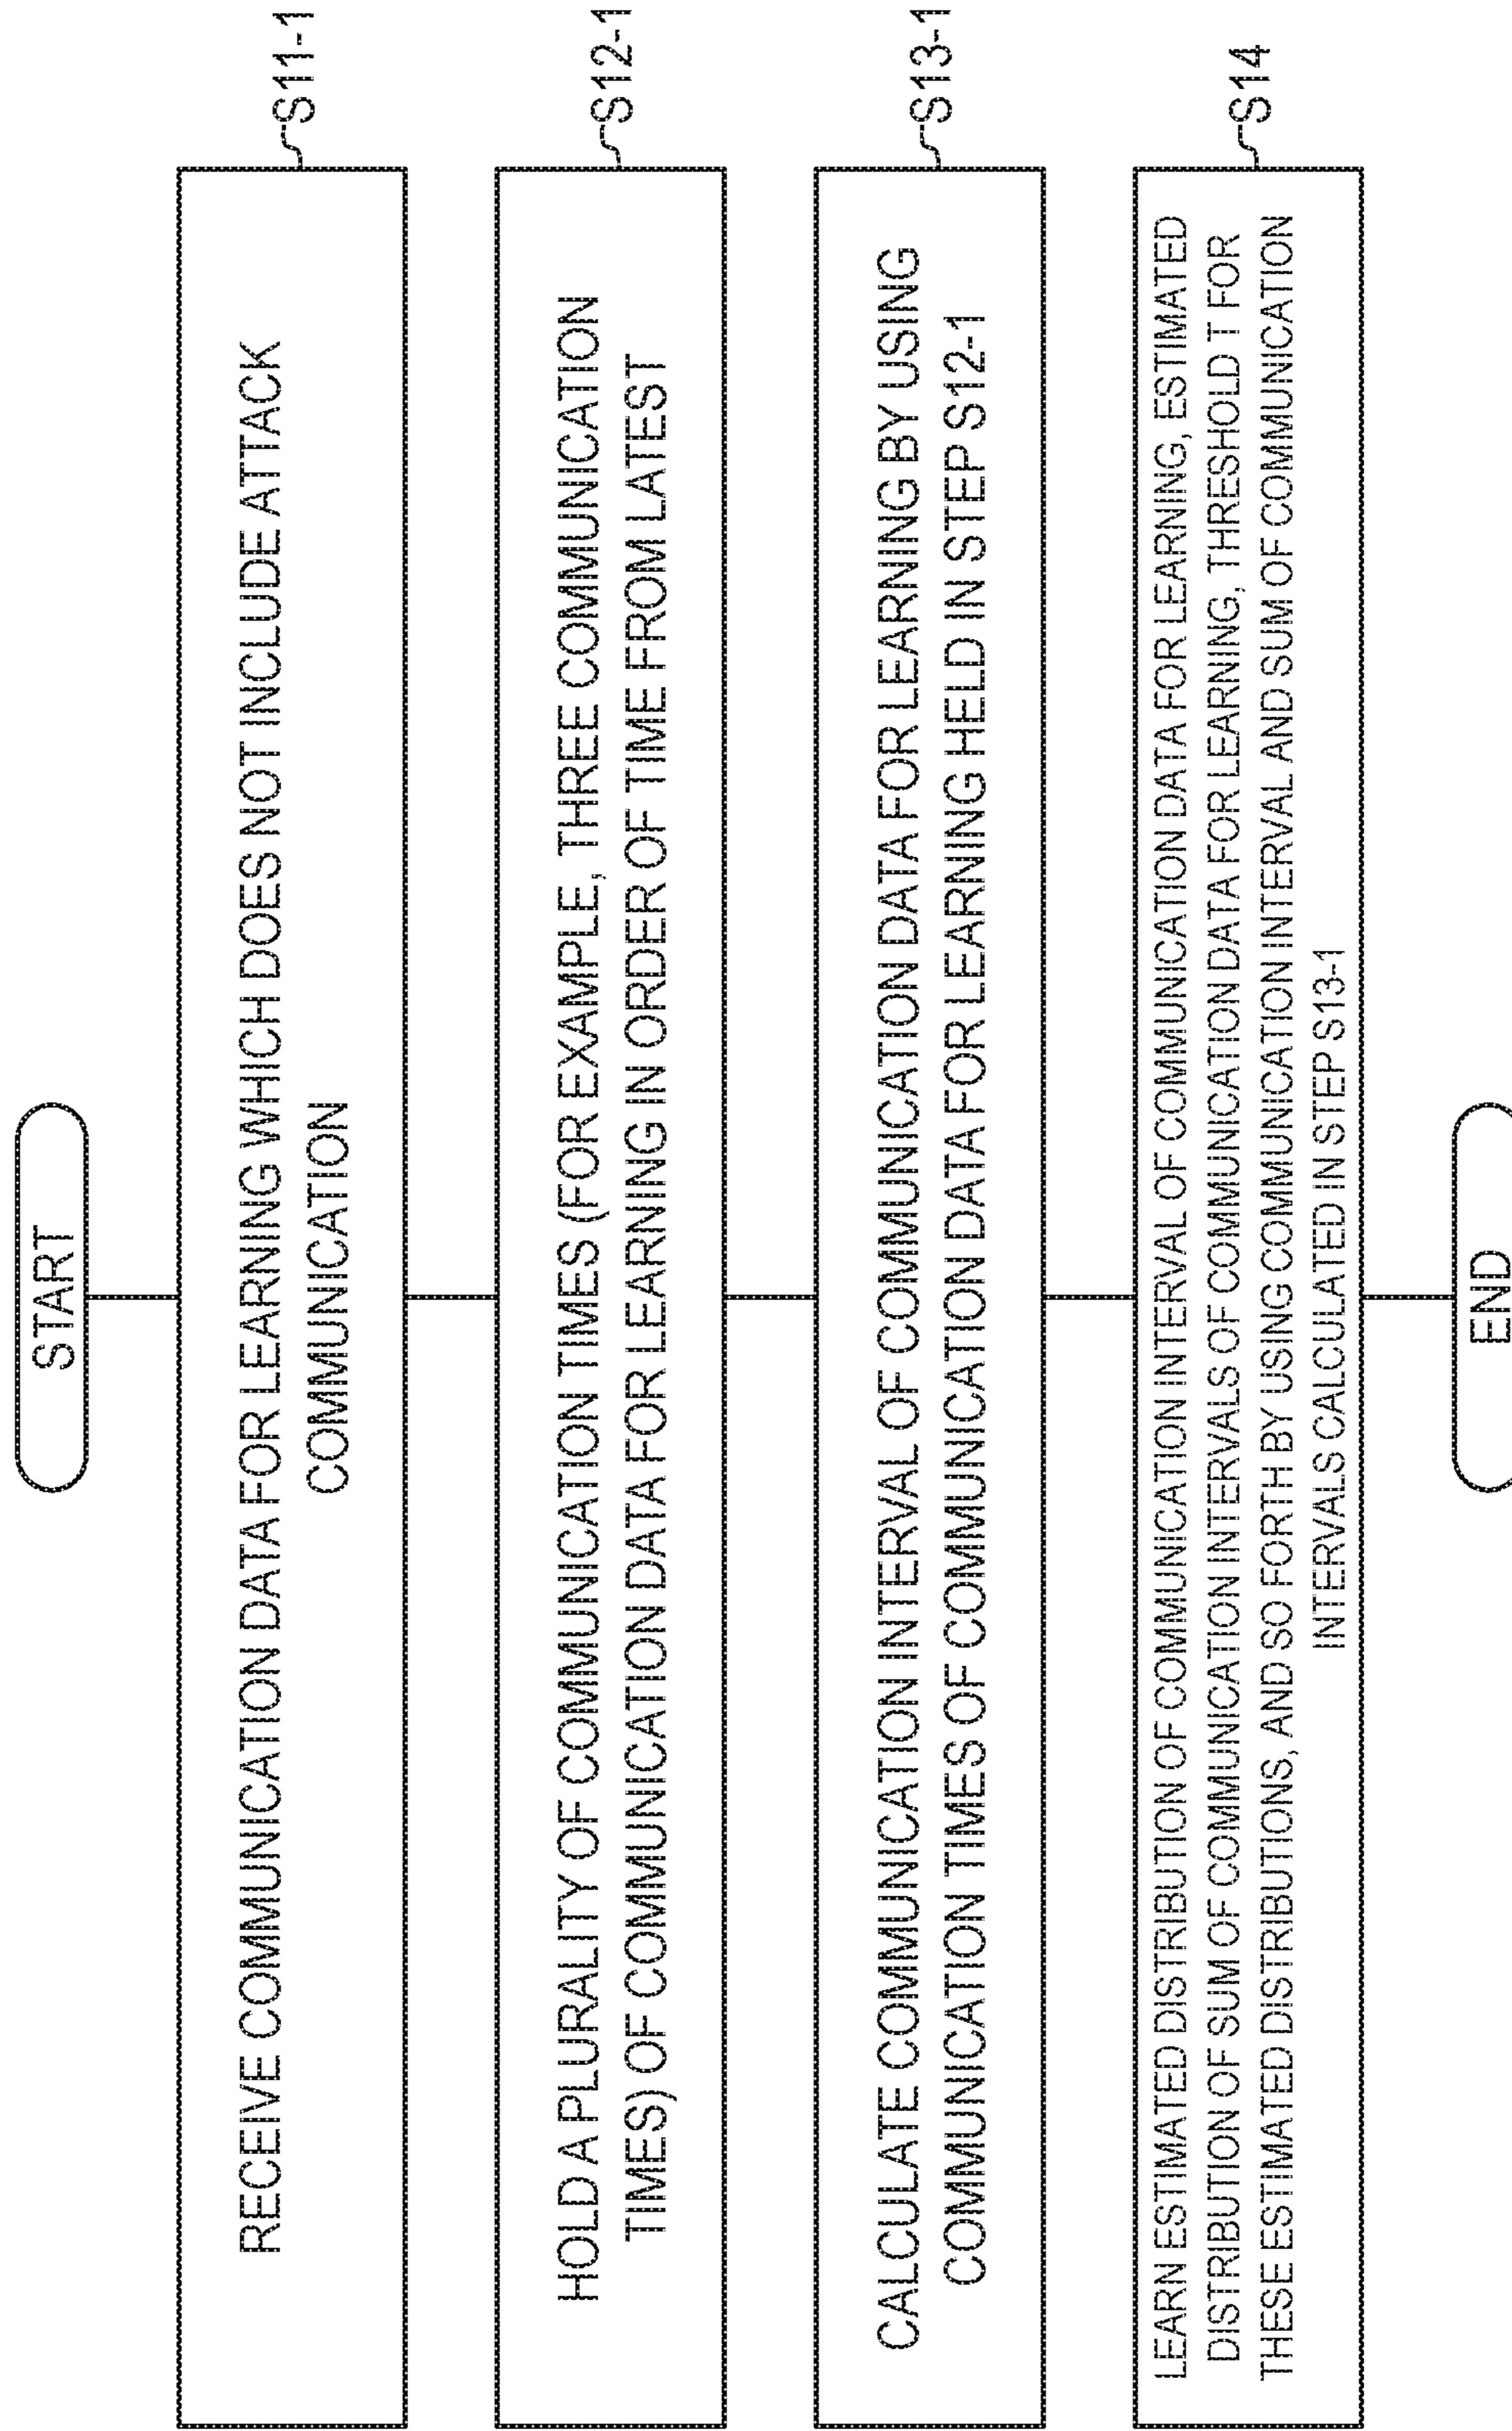 START
RECEIVE COMMUNICATION DATA FOR LEARNING WHICH DOES NOT INCLUDE ATTACK
COMMUNICATION
S11-1
HOLD A PLURALITY OF COMMUNICATION TIMES (FOR EXAMPLE, THREE COMMUNICATION
TIMES) OF COMMUNICATION DATA FOR LEARNING IN ORDER OF TIME FROM LATEST
S12-1
CALCULATE COMMUNICATION INTERVAL OF COMMUNICATION DATA FOR LEARNING BY USING
COMMUNICATION TIMES OF COMMUNICATION DATA FOR LEARNING HELD IN STEP S12-1
S13-1
LEARN ESTIMATED DISTRIBUTION OF COMMUNICATION INTERVAL OF COMMUNICATION DATA FOR LEARNING, ESTIMATED
DISTRIBUTION OF SUM OF COMMUNICATION INTERVALS OF COMMUNICATION DATA FOR LEARNING, THRESHOLD T FOR
THESE ESTIMATED DISTRIBUTIONS, AND SO FORTH BY USING COMMUNICATION INTERVAL AND SUM OF COMMUNICATION
INTERVALS CALCULATED IN STEP S13-1
S14
END